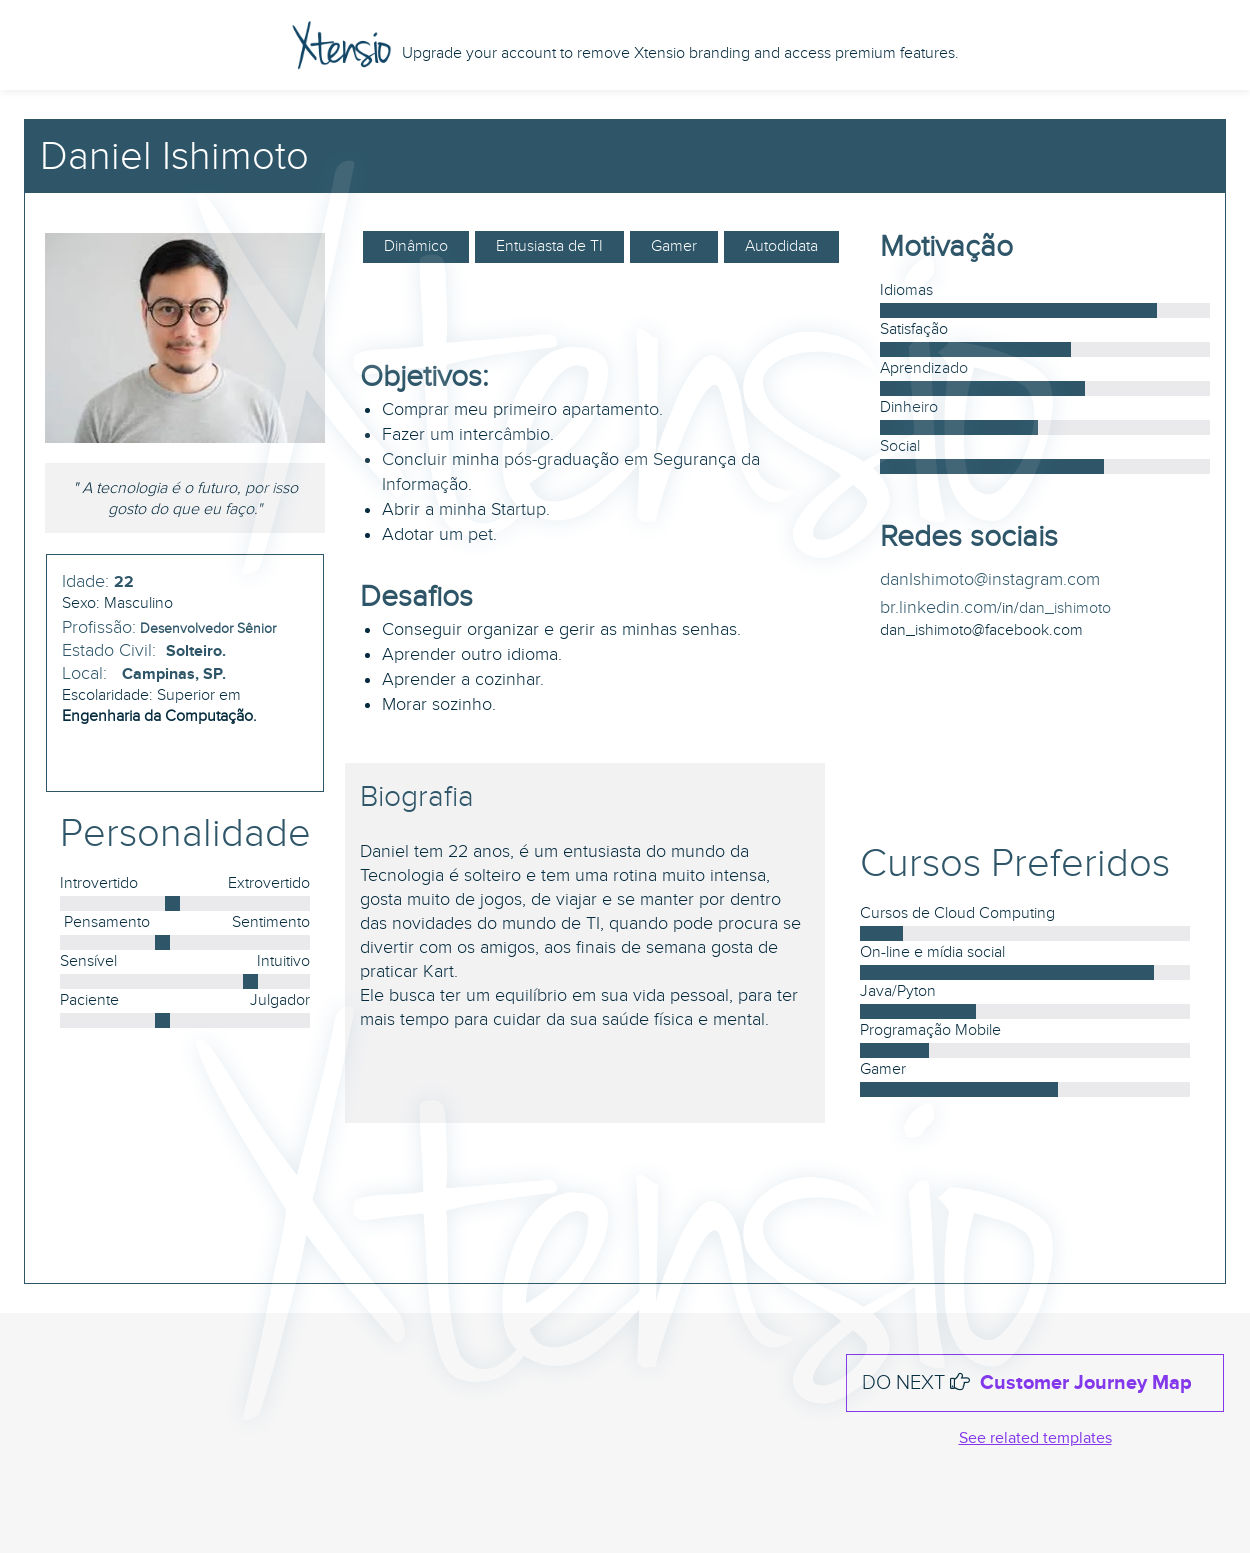 Xtensio Upgrade your account to remove Xtensio branding and access premium features.
Daniel Ishimoto
" A tecnologia é o futuro, por isso
gosto do que eu faço."
Idade: 22
Sexo: Masculino
Profissão: Desenvolvedor Sênior
Estado Civil: Solteiro.
Local: Campinas, SP.
Escolaridade: Superior em
Engenharia da Computação.
Personalidade
Introvertido Extrovertido
Pensamento Sentimento
Sensível Intuitivo
Paciente Julgador
Dinâmico Entusiasta de TI Gamer Autodidata
Objetivos:
• Comprar meu primeiro apartamento.
• Fazer um intercâmbio.
• Concluir minha pós-graduação em Segurança da
Informação.
• Abrir a minha Startup.
• Adotar um pet.
Desafios
• Conseguir organizar e gerir as minhas senhas.
• Aprender outro idioma.
• Aprender a cozinhar.
• Morar sozinho.
Biografia
Daniel tem 22 anos, é um entusiasta do mundo da
Tecnologia é solteiro e tem uma rotina muito intensa,
gosta muito de jogos, de viajar e se manter por dentro
das novidades do mundo de TI, quando pode procura se
divertir com os amigos, aos finais de semana gosta de
praticar Kart.
Ele busca ter um equilíbrio em sua vida pessoal, para ter
mais tempo para cuidar da sua saúde física e mental.
Motivação
Idiomas
Satisfação
Aprendizado
Dinheiro
Social
Redes sociais
danIshimoto@instagram.com
br.linkedin.com/in/dan_ishimoto
dan_ishimoto@facebook.com
Cursos Preferidos
Cursos de Cloud Computing
On-line e mídia social
Java/Pyton
Programação Mobile
Gamer
Xtensio
Xtensio
DO NEXT Customer Journey Map
See related templates